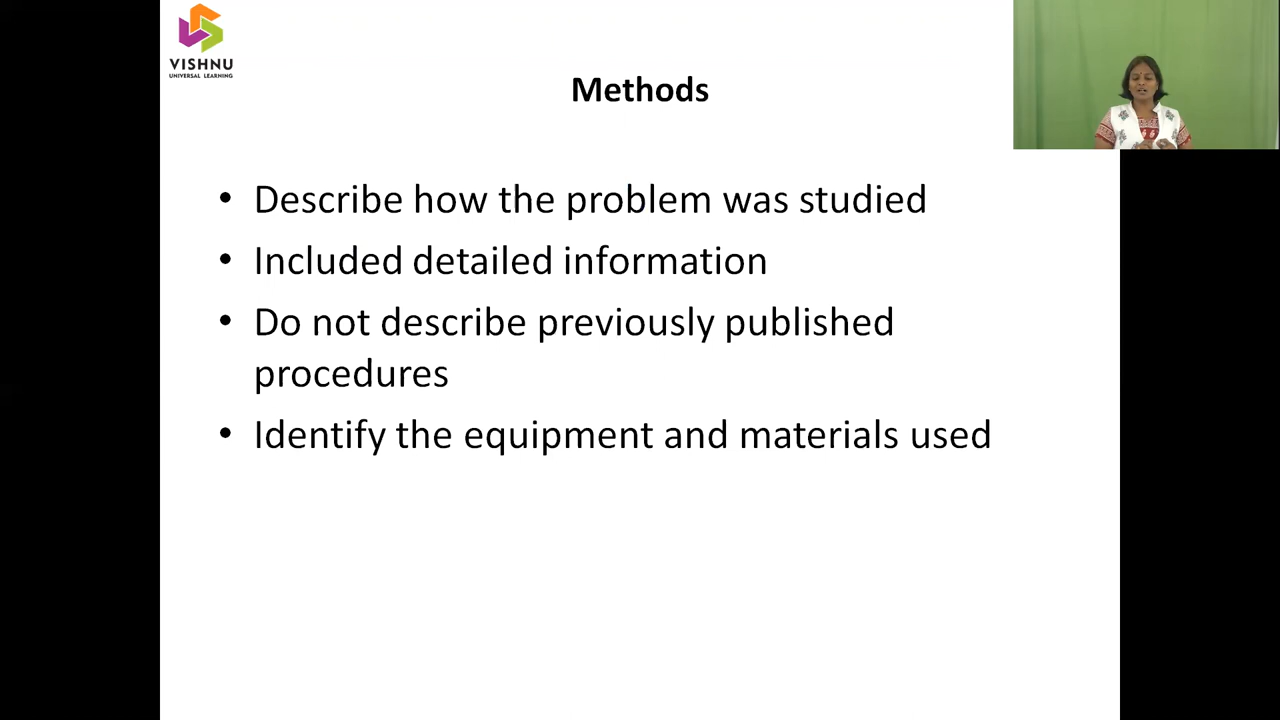 VISHNU
UNIVERSAL LEARNING
Methods
• Describe how the problem was studied
• Included detailed information
• Do not describe previously published
procedures
• Identify the equipment and materials used